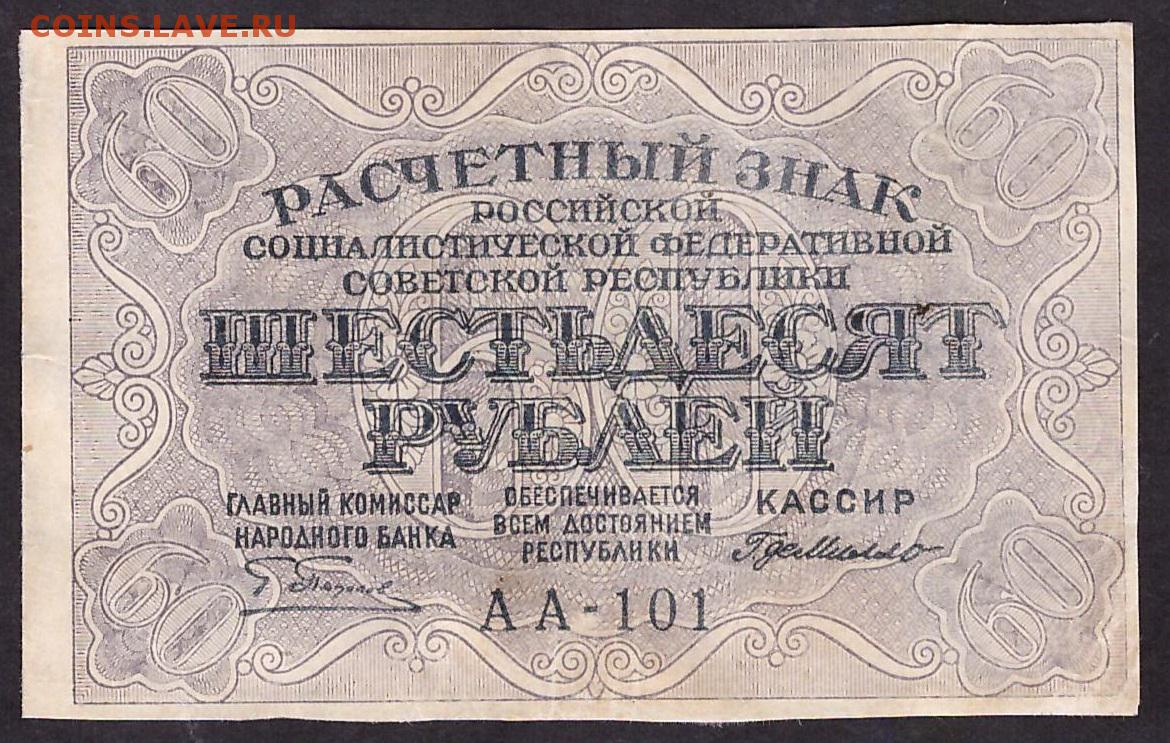 COINS.LAVE.RU
60
60
РАСЧЕТНЫЙ ЗНАК
РОССИЙСКОЙ
СОЦИАЛИСТИЧЕСКОЙ ФЕДЕРАТИВНОЙ
СОВЕТСКОЙ РЕСПУБЛИКИ
ШЕСТЬДЕСЯТ
РУБЛЕЙ
ГЛАВНЫЙ КОМИССАР
НАРОДНОГО БАНКА
ОБЕСПЕЧИВАЕТСЯ
ВСЕМ ДОСТОЯНИЕМ
РЕСПУБЛИКИ
КАССИР
60
АА-101
60